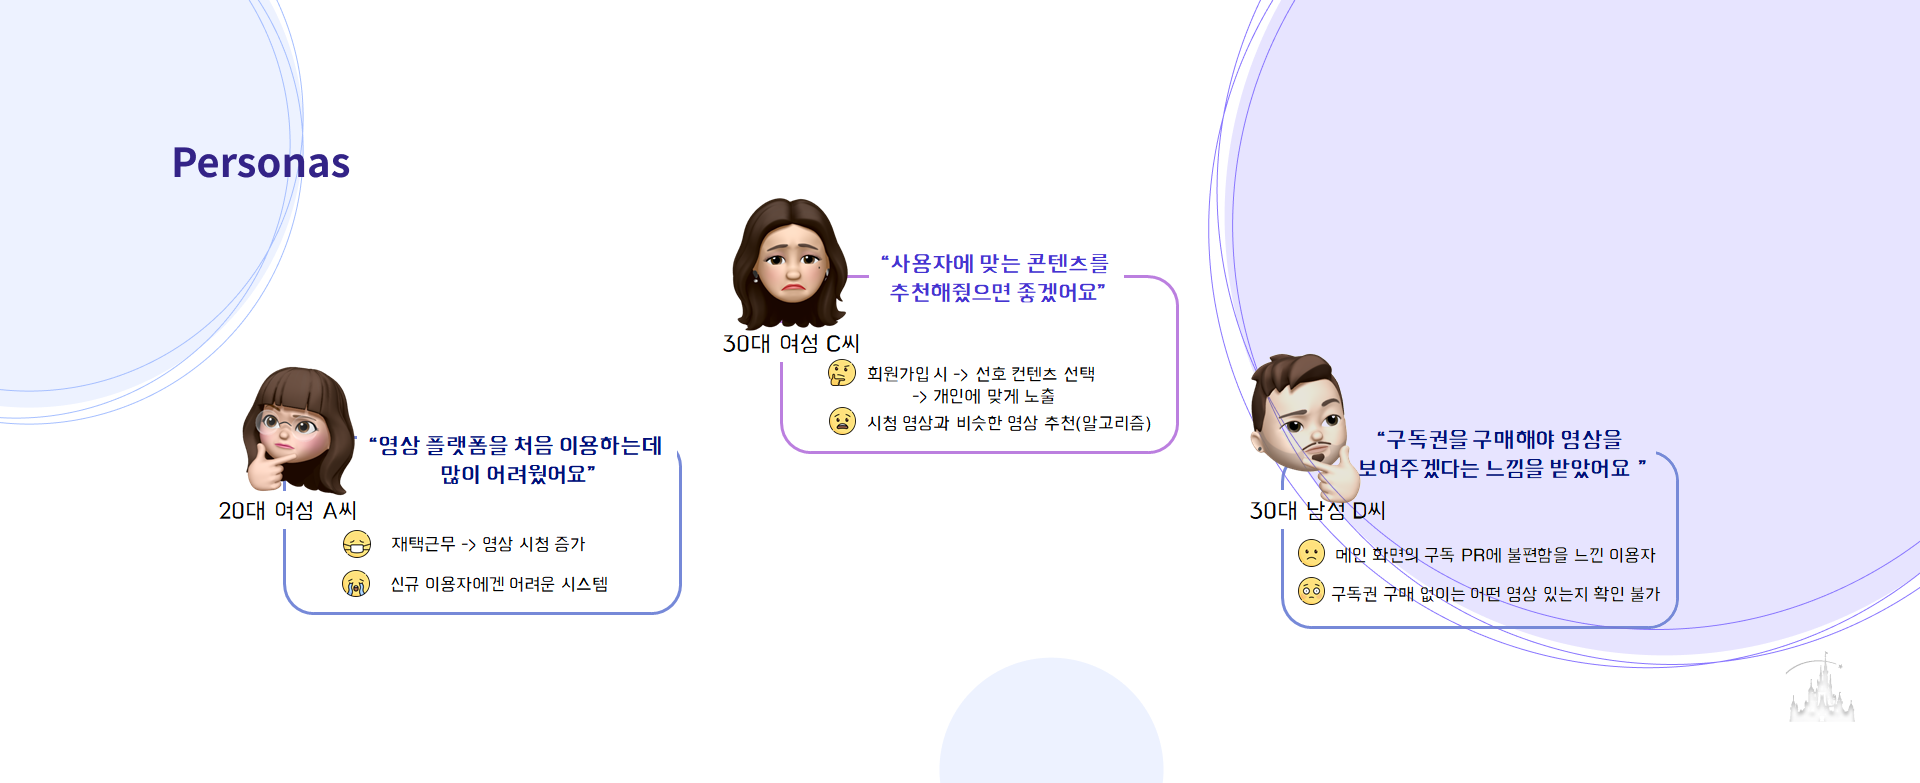 Personas
“영상 플랫폼을 처음 이용하는데
많이 어려웠어요”
20대 여성 A씨
재택근무 -> 영상 시청 증가
신규 이용자에겐 어려운 시스템
“사용자에 맞는 콘텐츠를
추천해줬으면 좋겠어요”
30대 여성 C씨
회원가입 시 -> 선호 컨텐츠 선택
-> 개인에 맞게 노출
시청 영상과 비슷한 영상 추천(알고리즘)
“구독권을 구매해야 영상을
보여주겠다는 느낌을 받았어요 ”
30대 남성 D씨
메인 화면의 구독 PR에 불편함을 느낀 이용자
구독권 구매 없이는 어떤 영상 있는지 확인 불가